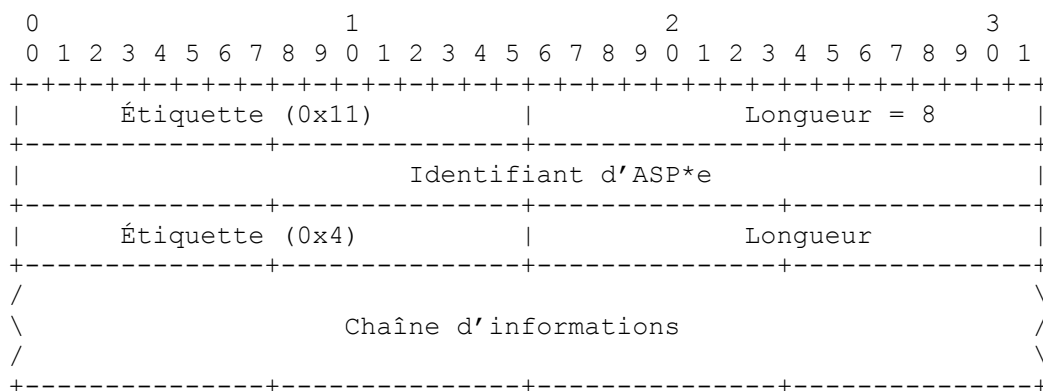 0                   1                   2                   3
 0 1 2 3 4 5 6 7 8 9 0 1 2 3 4 5 6 7 8 9 0 1 2 3 4 5 6 7 8 9 0 1
+-+-+-+-+-+-+-+-+-+-+-+-+-+-+-+-+-+-+-+-+-+-+-+-+-+-+-+-+-+-+-+-+
|      Étiquette (0x11)         |             Longueur = 8      |
+---------------+---------------+---------------+---------------+
|                        Identifiant d’ASP*e                    |
+---------------+---------------+---------------+---------------+
|      Étiquette (0x4)          |             Longueur          |
+---------------+---------------+---------------+---------------+
/                                                               \
\                    Chaîne d’informations                      /
/                                                               \
+---------------+---------------+---------------+---------------+